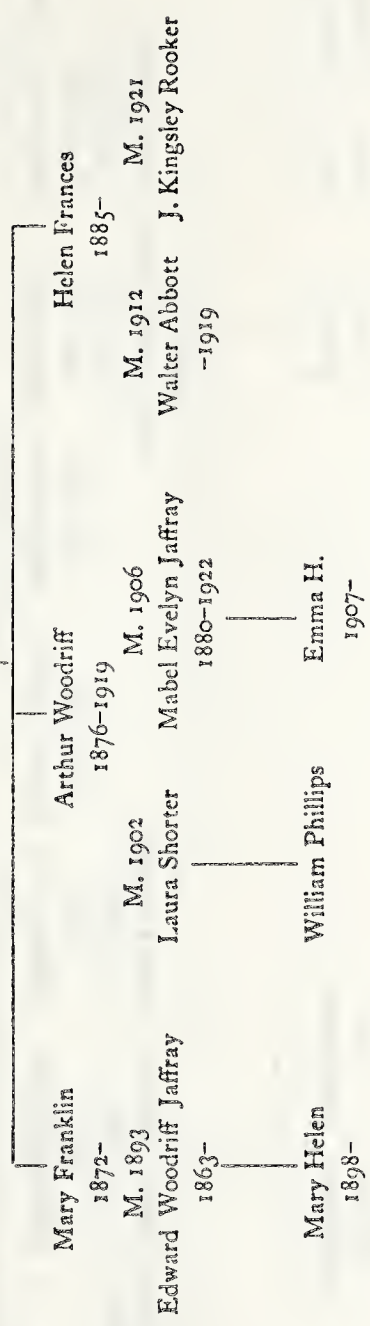 Mary Franklin
1872–
M. 1893
Edward Woodriff Jaffray
1863–
Mary Helen
1898–
Arthur Woodriff
1876–1919
M. 1902
Laura Shorter
William Phillips
M. 1906
Mabel Evelyn Jaffray
1880–1922
Emma H.
1907–
Helen Frances
1885–
M. 1912
Walter Abbott
–1919
M. 1921
J. Kingsley Rooker